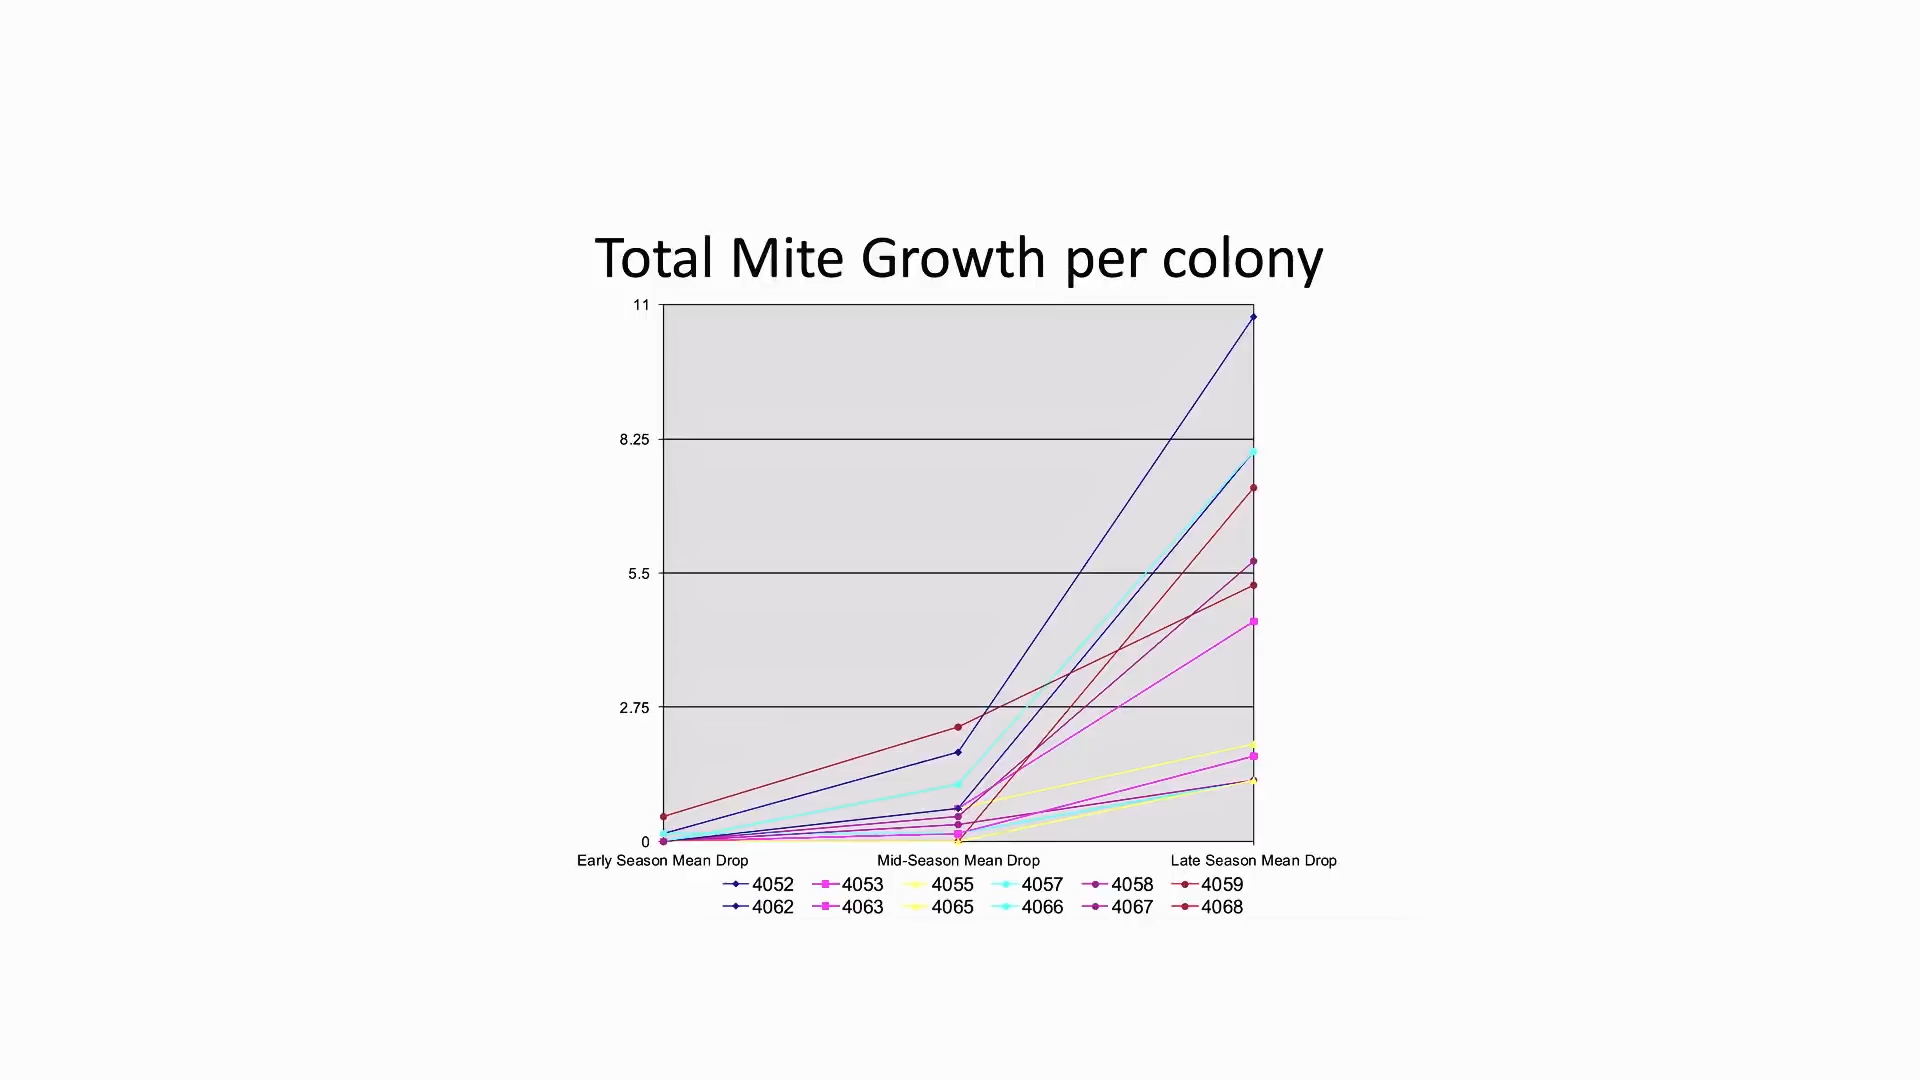 Total Mite Growth per colony
11
8.25
5.5
2.75
0
Early Season Mean Drop Mid-Season Mean Drop Late Season Mean Drop
4052 4053 4055 4057 4058 4059
4062 4063 4065 4066 4067 4068